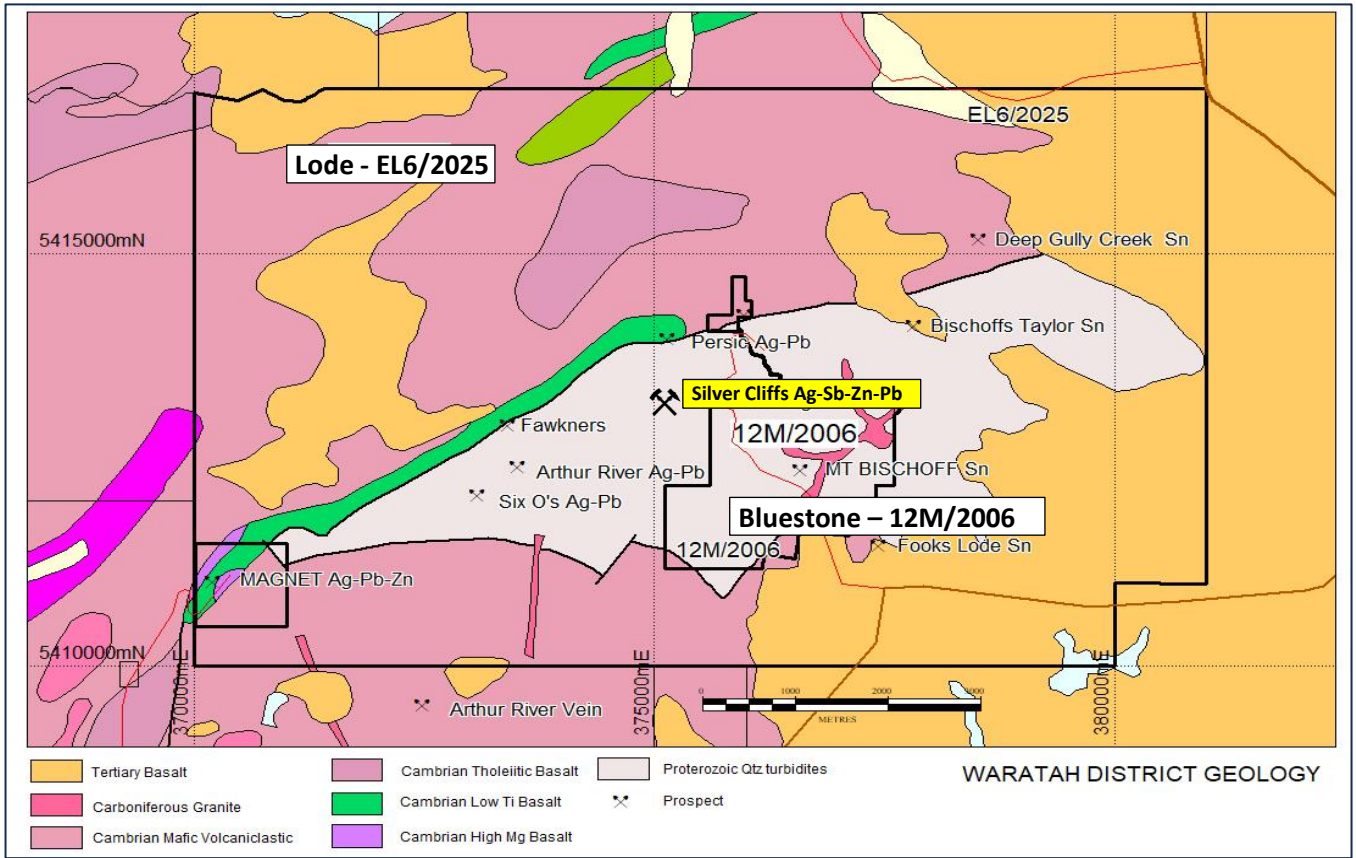 EL6/2025
Lode - EL6/2025
5415000mN
Deep Gully Creek Sn
Bischoffs Taylor Sn
Persic Ag-Pb
Silver Cliffs Ag-Sb-Zn-Pb
Fawkners
12M/2006
Arthur River Ag-Pb
MT BISCHOFF Sn
Six O's Ag-Pb
Bluestone – 12M/2006
12M/2006
Fooks Lode Sn
MAGNET Ag-Pb-Zn
5410000mN
370000mE
375000mE
380000mE
0 1000 2000 3000
METRES
Arthur River Vein
Tertiary Basalt
Cambrian Tholeiitic Basalt
Proterozoic Qtz turbidites
WARATAH DISTRICT GEOLOGY
Carboniferous Granite
Cambrian Low Ti Basalt
Prospect
Cambrian Mafic Volcaniclastic
Cambrian High Mg Basalt